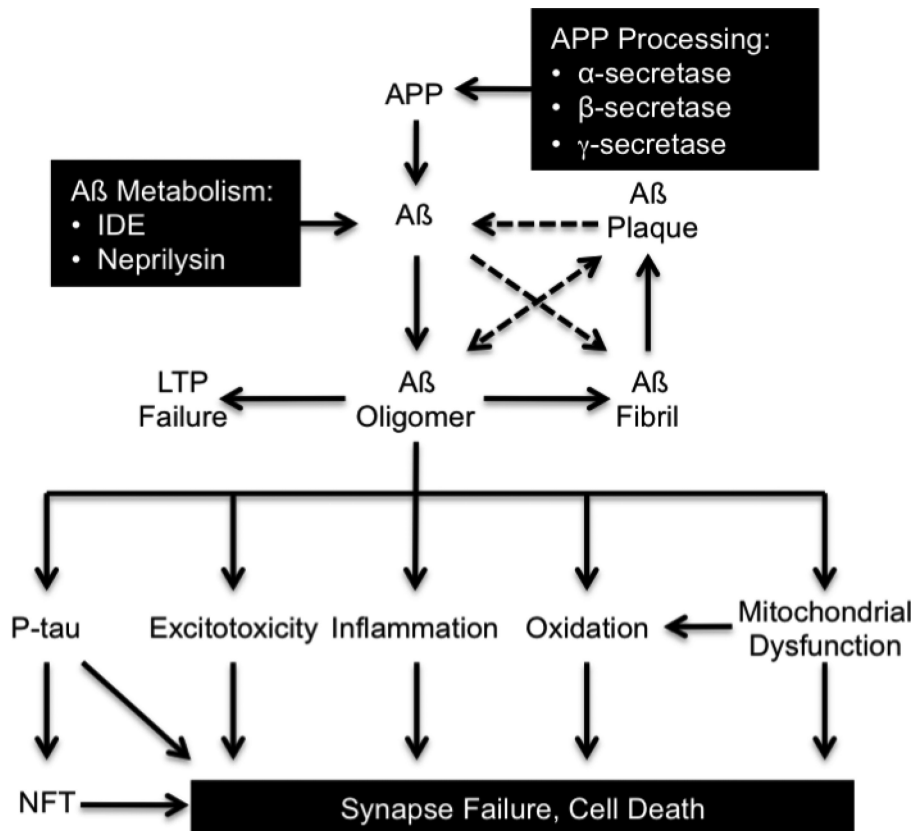 APP Processing:
• α-secretase
• β-secretase
• γ-secretase
APP
Aß Metabolism:
• IDE
• Neprilysin
Aß
Aß
Plaque
LTP
Failure
Aß
Oligomer
Aß
Fibril
P-tau
Excitotoxicity
Inflammation
Oxidation
Mitochondrial
Dysfunction
NFT
Synapse Failure, Cell Death